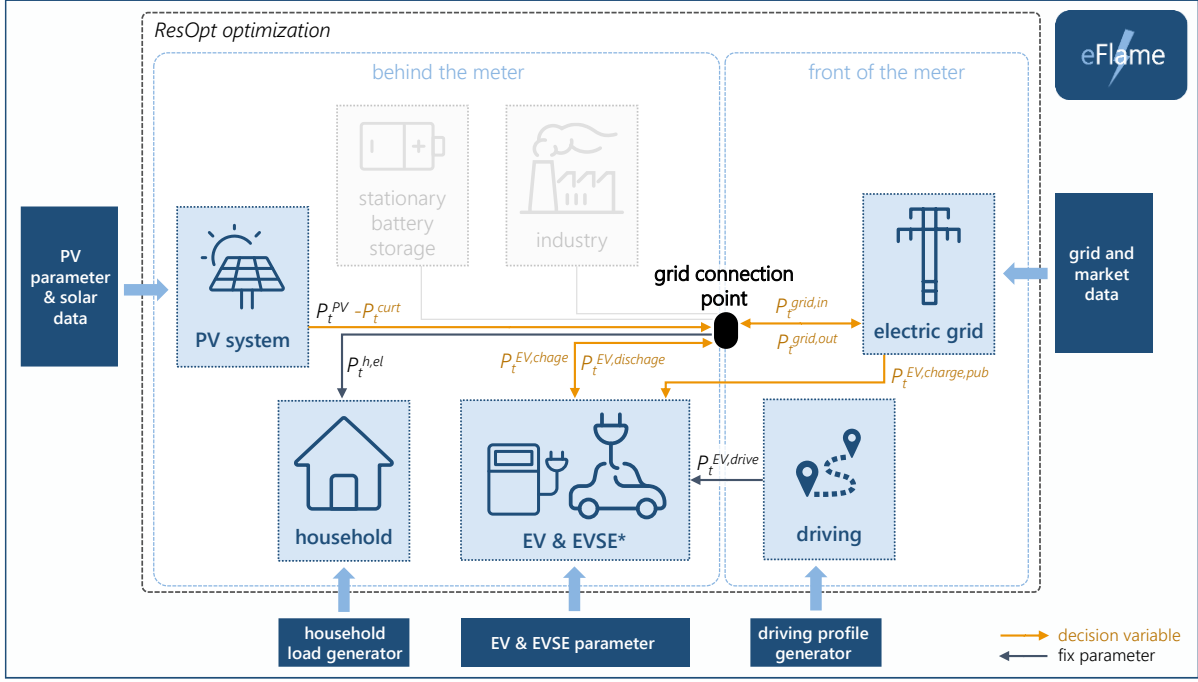 ResOpt optimization
eFlame
behind the meter
front of the meter
stationary
battery
storage
industry
PV
parameter
& solar
data
grid and
market
data
grid connection
point
P_t^PV - P_t^curt
PV system
P_t^grid,in
P_t^grid,out
electric grid
P_t^h,el
P_t^EV,chage
P_t^EV,dischage
P_t^EV,charge,pub
P_t^EV,drive
household
EV & EVSE*
driving
household
load generator
EV & EVSE parameter
driving profile
generator
decision variable
fix parameter